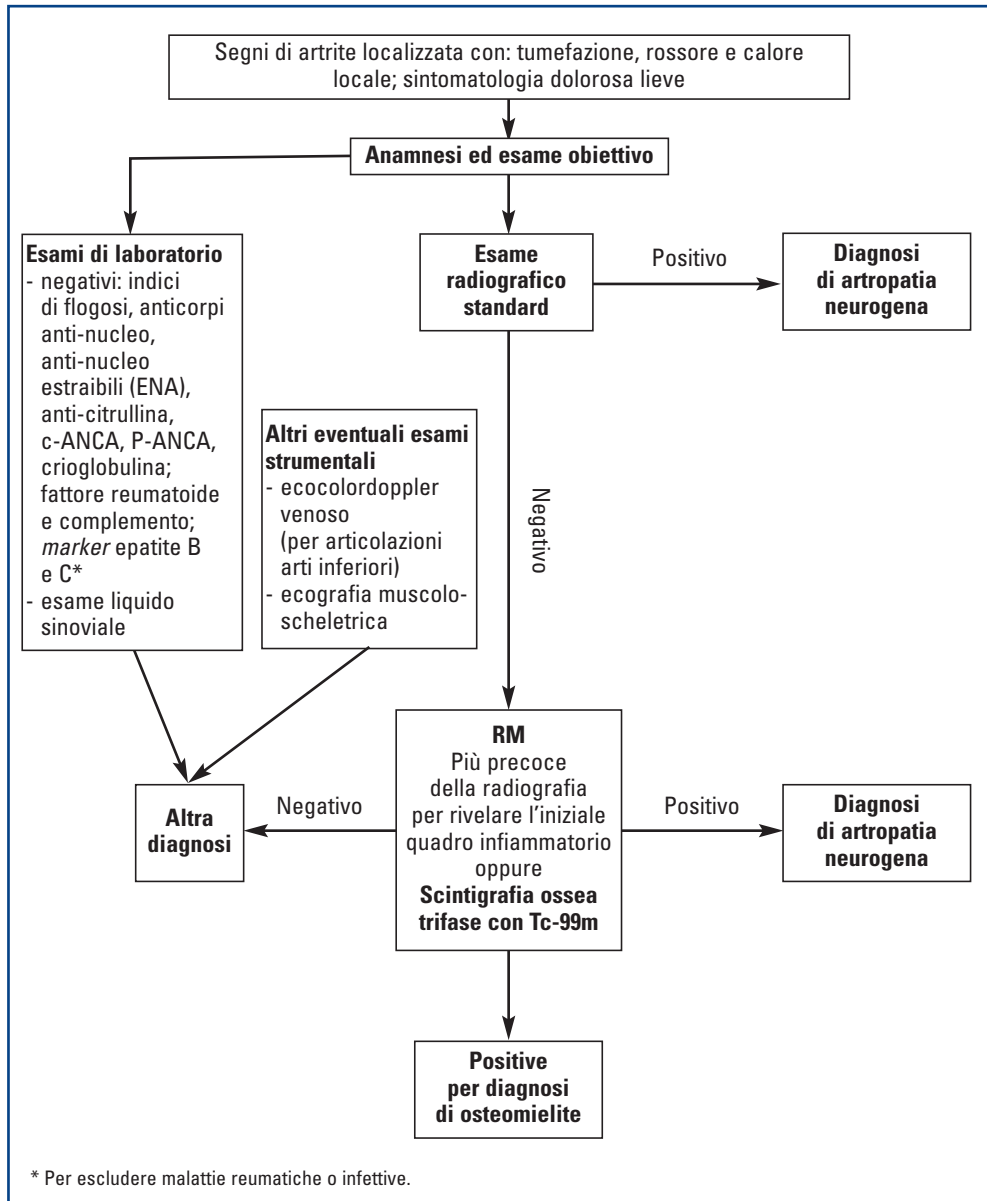 Segni di artrite localizzata con: tumefazione, rossore e calore
locale; sintomatologia dolorosa lieve
Anamnesi ed esame obiettivo
Esami di laboratorio
- negativi: indici
di flogosi, anticorpi
anti-nucleo,
anti-nucleo
estraibili (ENA),
anti-citrullina,
c-ANCA, P-ANCA,
crioglobulina;
fattore reumatoide
e complemento;
marker epatite B
e C*
- esame liquido
sinoviale
Altri eventuali esami
strumentali
- ecocolordoppler
venoso
(per articolazioni
arti inferiori)
- ecografia muscolo-
scheletrica
Esame
radiografico
standard
Positivo
Diagnosi
di artropatia
neurogena
Negativo
RM
Più precoce
della radiografia
per rivelare l'iniziale
quadro infiammatorio
oppure
Scintigrafia ossea
trifase con Tc-99m
Negativo
Altra
diagnosi
Positivo
Diagnosi
di artropatia
neurogena
Positive
per diagnosi
di osteomielite
* Per escludere malattie reumatiche o infettive.